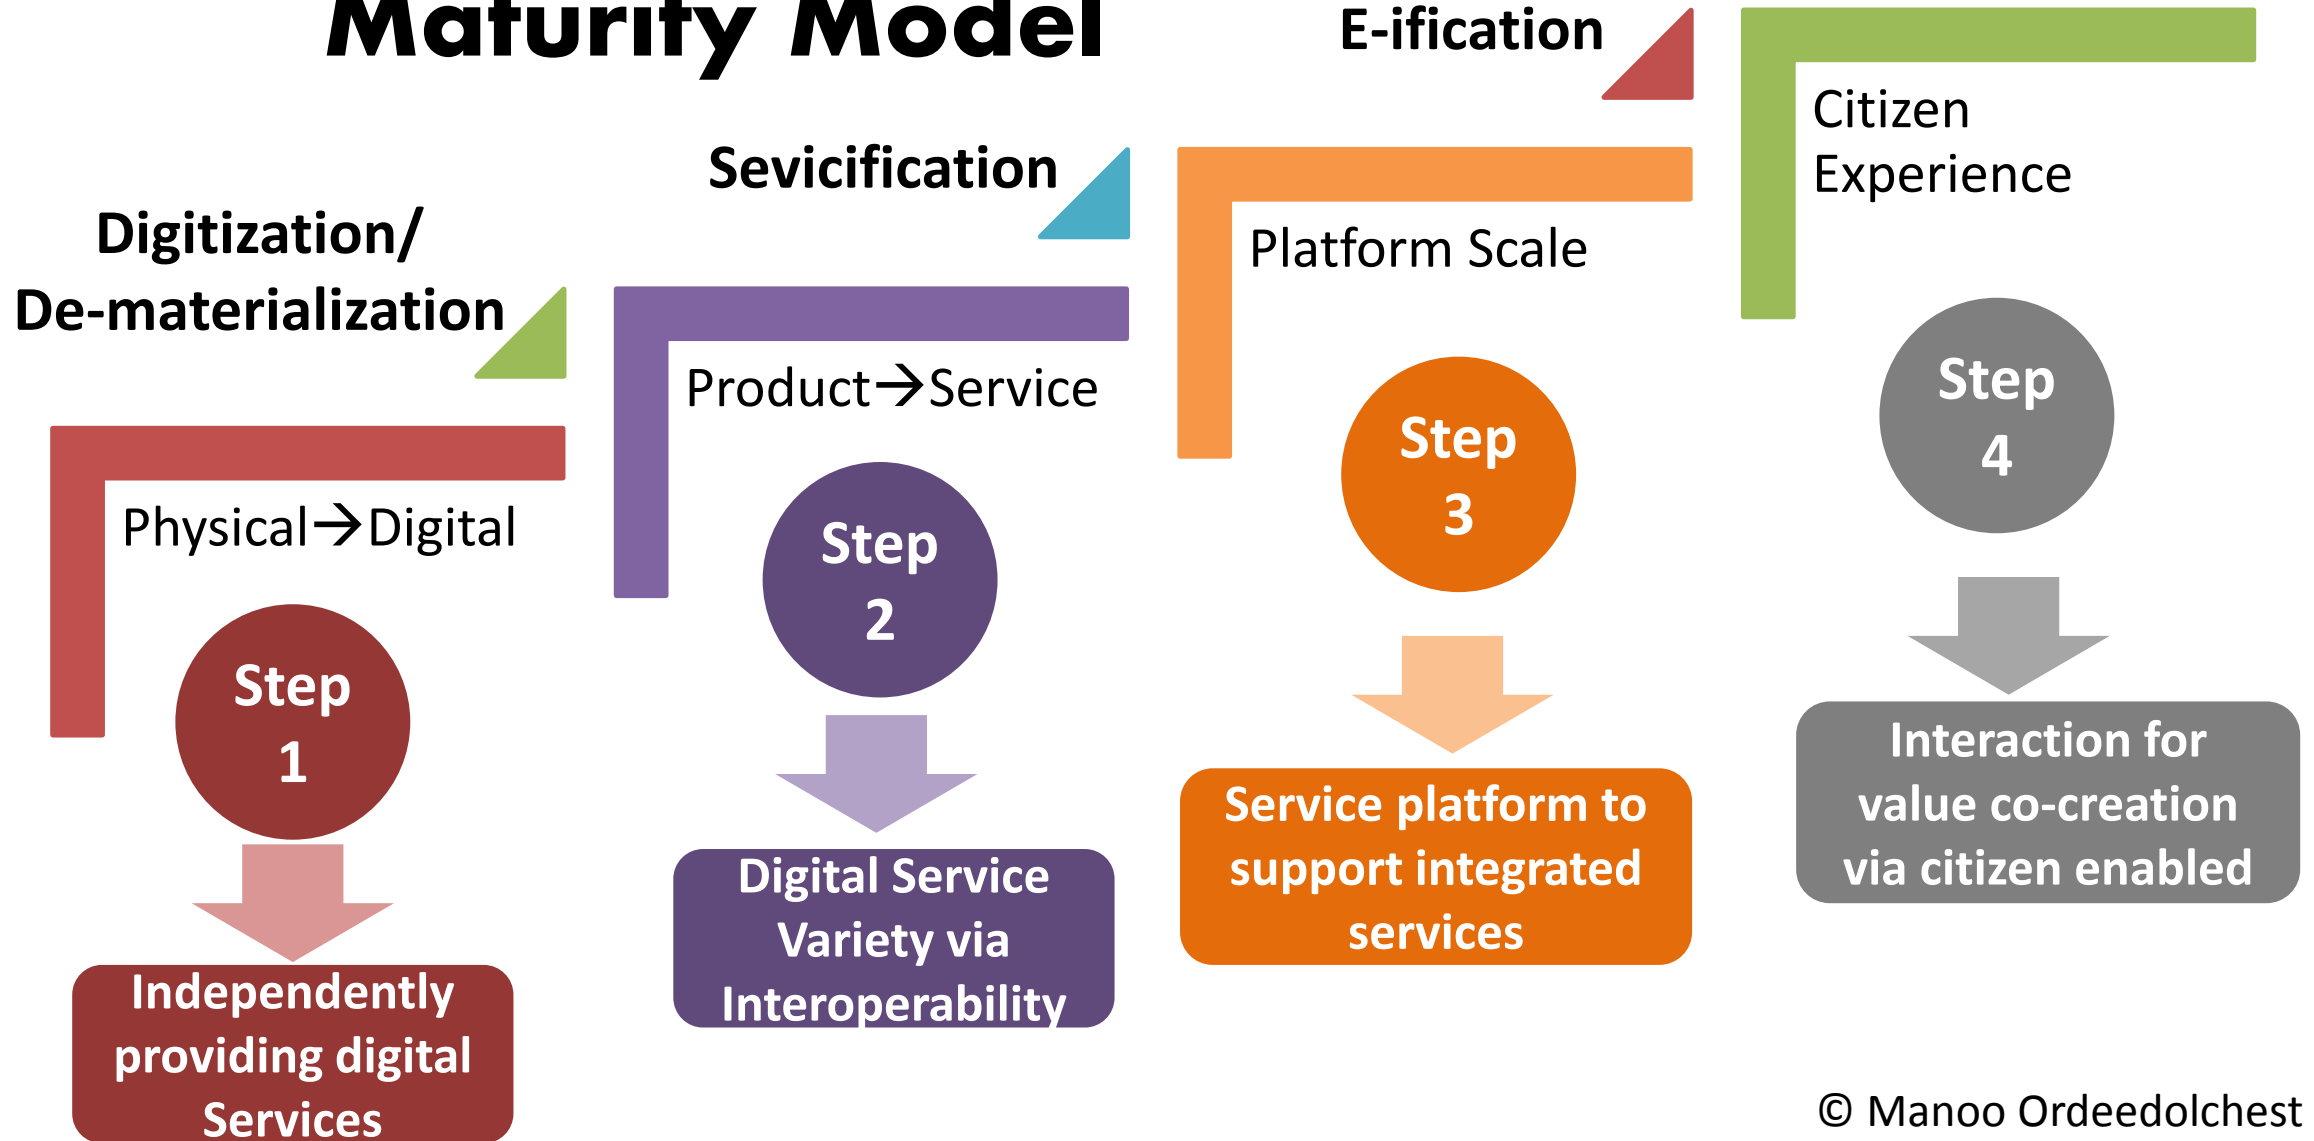 Maturity Model
Digitization/
De-materialization
Physical→Digital
Step
1
Independently
providing digital
Services
Sevicification
Product→Service
Step
2
Digital Service
Variety via
Interoperability
E-ification
Platform Scale
Step
3
Service platform to
support integrated
services
Citizen
Experience
Step
4
Interaction for
value co-creation
via citizen enabled
© Manoo Ordeedolchest